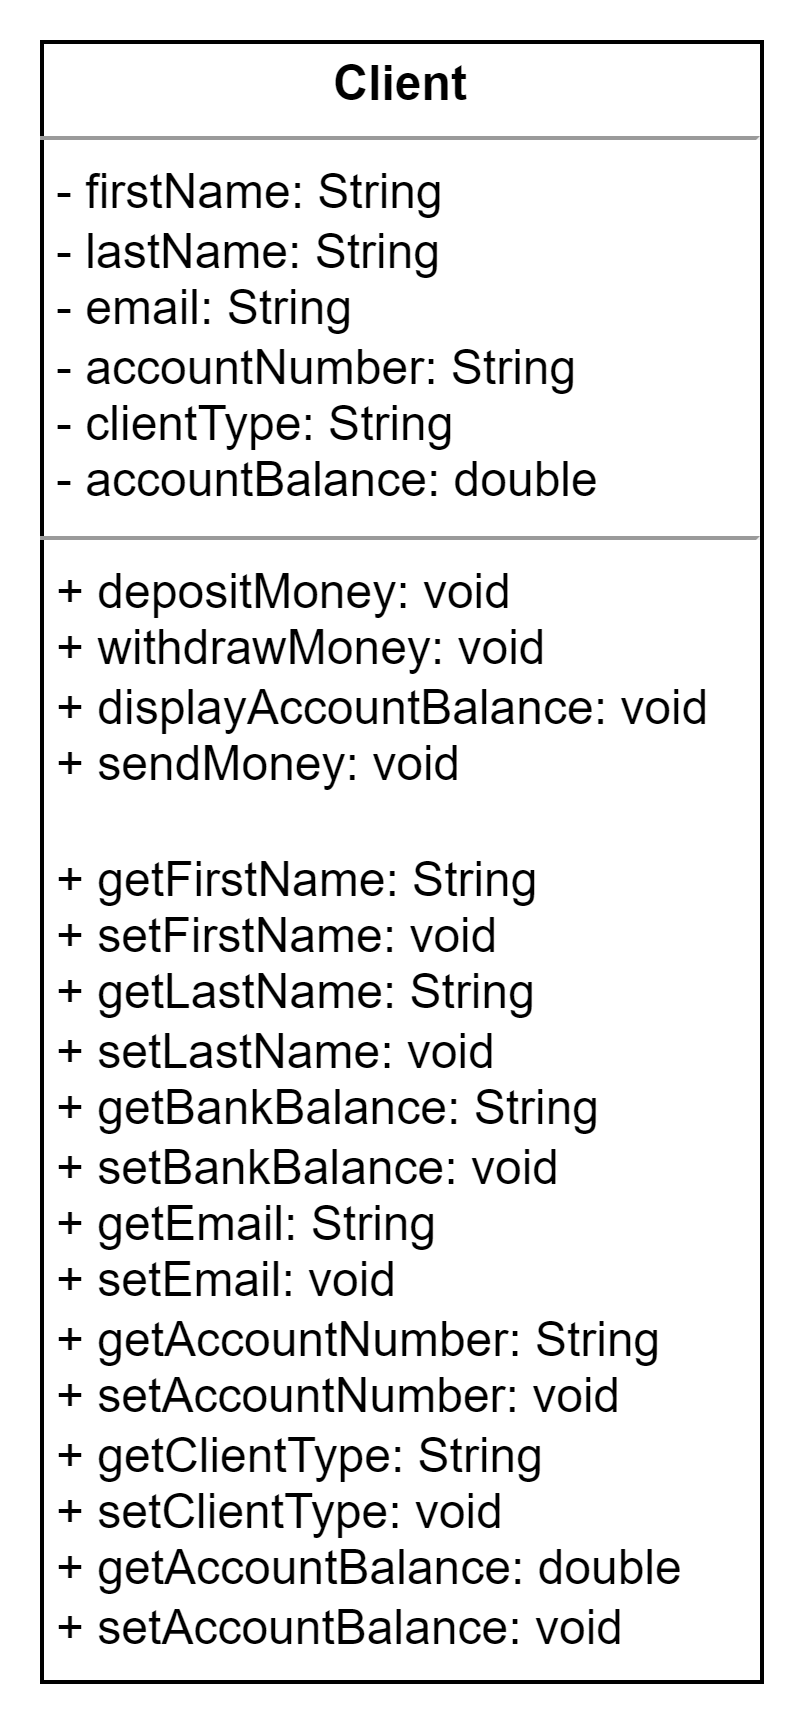 Client
- firstName: String
- lastName: String
- email: String
- accountNumber: String
- clientType: String
- accountBalance: double
+ depositMoney: void
+ withdrawMoney: void
+ displayAccountBalance: void
+ sendMoney: void
+ getFirstName: String
+ setFirstName: void
+ getLastName: String
+ setLastName: void
+ getBankBalance: String
+ setBankBalance: void
+ getEmail: String
+ setEmail: void
+ getAccountNumber: String
+ setAccountNumber: void
+ getClientType: String
+ setClientType: void
+ getAccountBalance: double
+ setAccountBalance: void